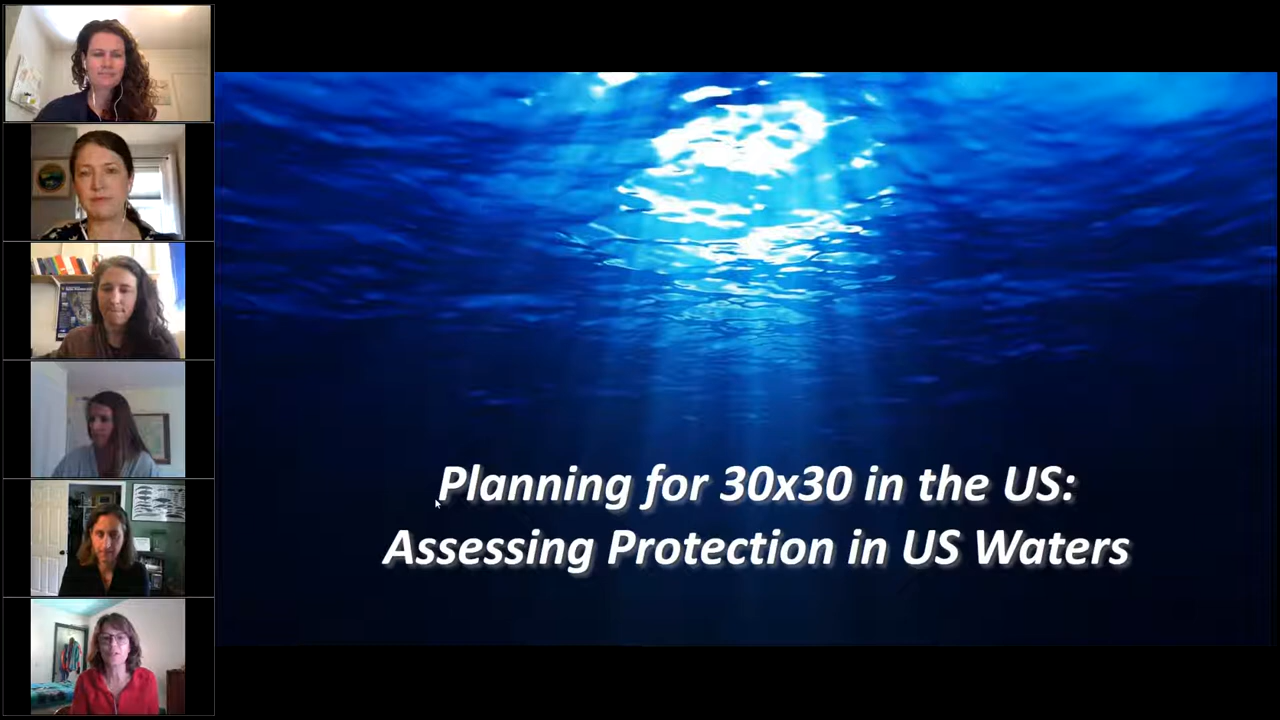 Planning for 30x30 in the US:
Assessing Protection in US Waters